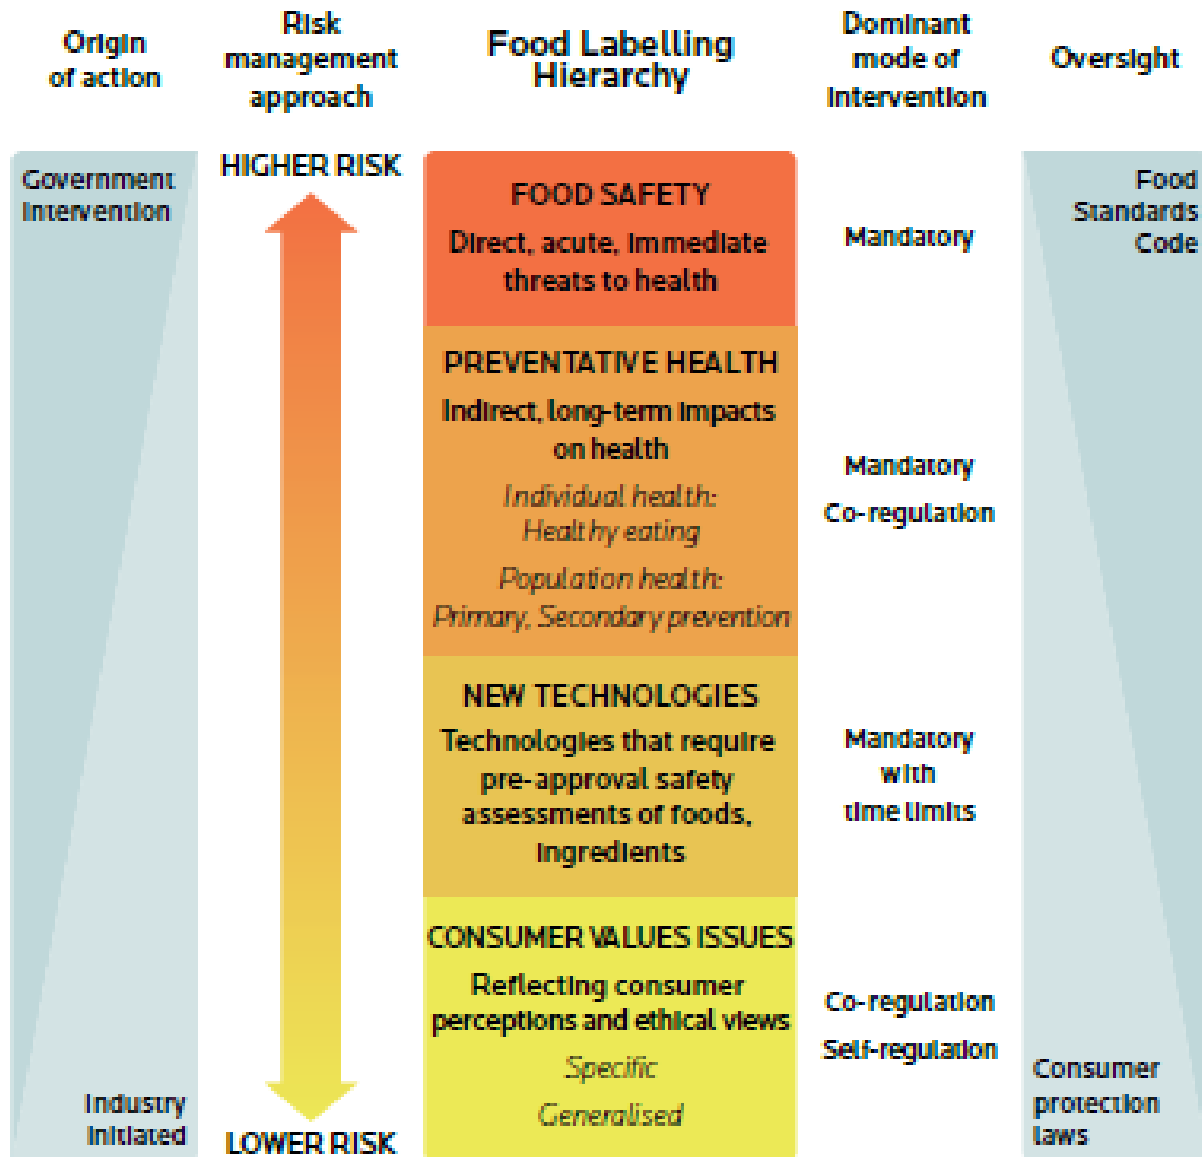 Origin
of action
Risk
management
approach
Food Labelling
Hierarchy
Dominant
mode of
intervention
Oversight
Government
intervention
Industry
initiated
HIGHER RISK
LOWER RISK
FOOD SAFETY
Direct, acute, immediate
threats to health
PREVENTATIVE HEALTH
Indirect, long-term impacts
on health
Individual health:
Healthy eating
Population health:
Primary, Secondary prevention
NEW TECHNOLOGIES
Technologies that require
pre-approval safety
assessments of foods,
ingredients
CONSUMER VALUES ISSUES
Reflecting consumer
perceptions and ethical views
Specific
Generalised
Mandatory
Mandatory
Co-regulation
Mandatory
with
time limits
Co-regulation
Self-regulation
Food
Standards
Code
Consumer
protection
laws